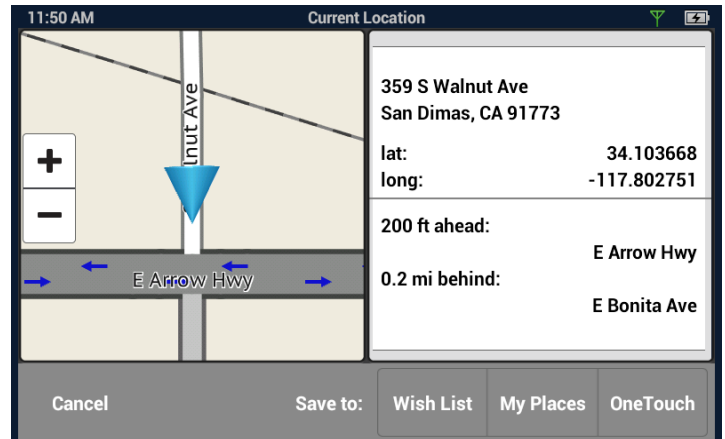 11:50 AM Current Location
lnut Ave
E Arrow Hwy
+
−
359 S Walnut Ave
San Dimas, CA 91773
lat: 34.103668
long: -117.802751
200 ft ahead:
E Arrow Hwy
0.2 mi behind:
E Bonita Ave
Cancel Save to: Wish List My Places OneTouch